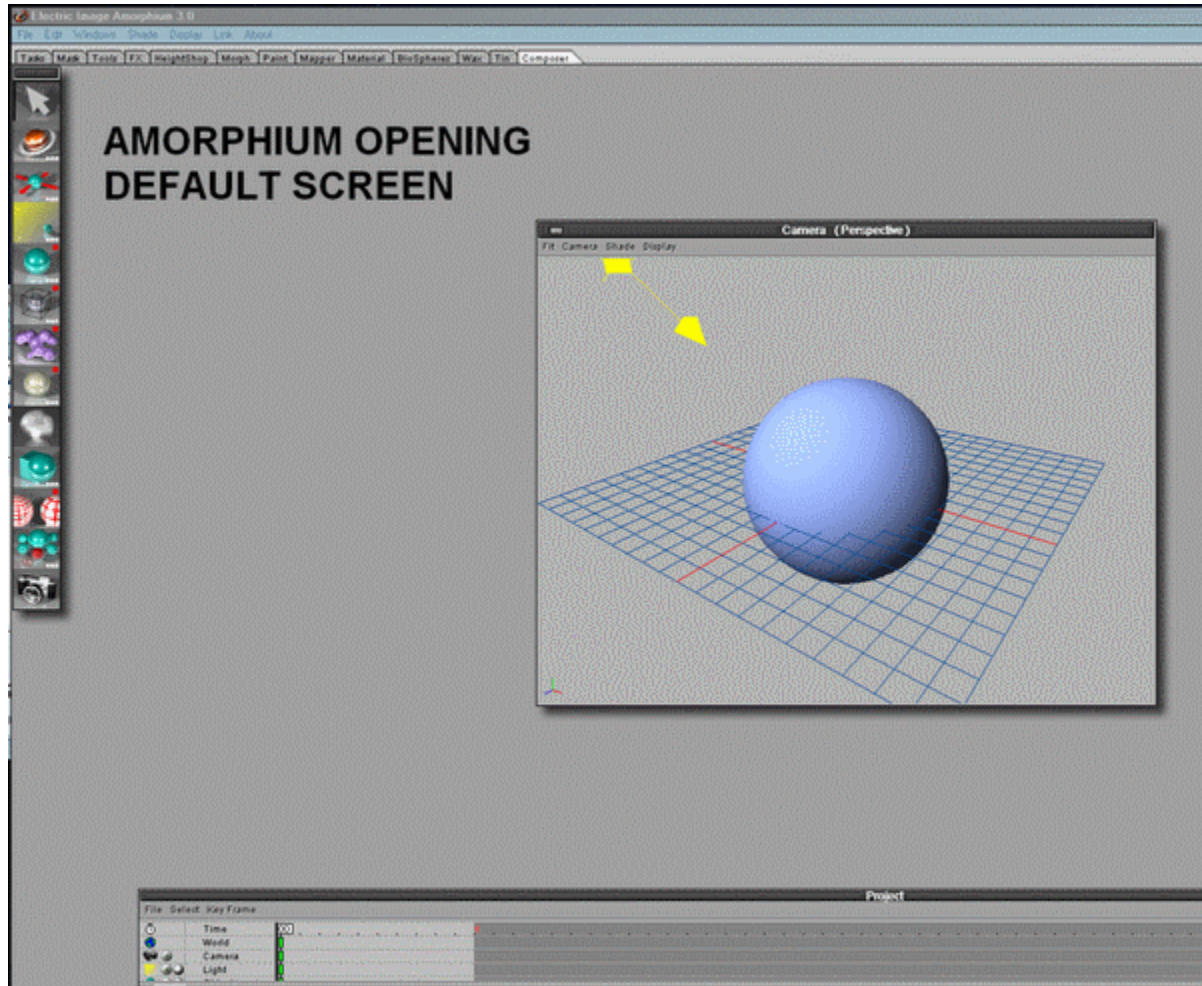 Electric Image Amorphium 3.0
File Edit Windows Shade Display Link About
Tasks Mask Tools FX HeightShop Morph Paint Mapper Material BioSpheres Wax Tin Composer
AMORPHIUM OPENING
DEFAULT SCREEN
Camera (Perspective)
Fit Camera Shade Display
Project
File Select Key Frame
Time
World
Camera
Light